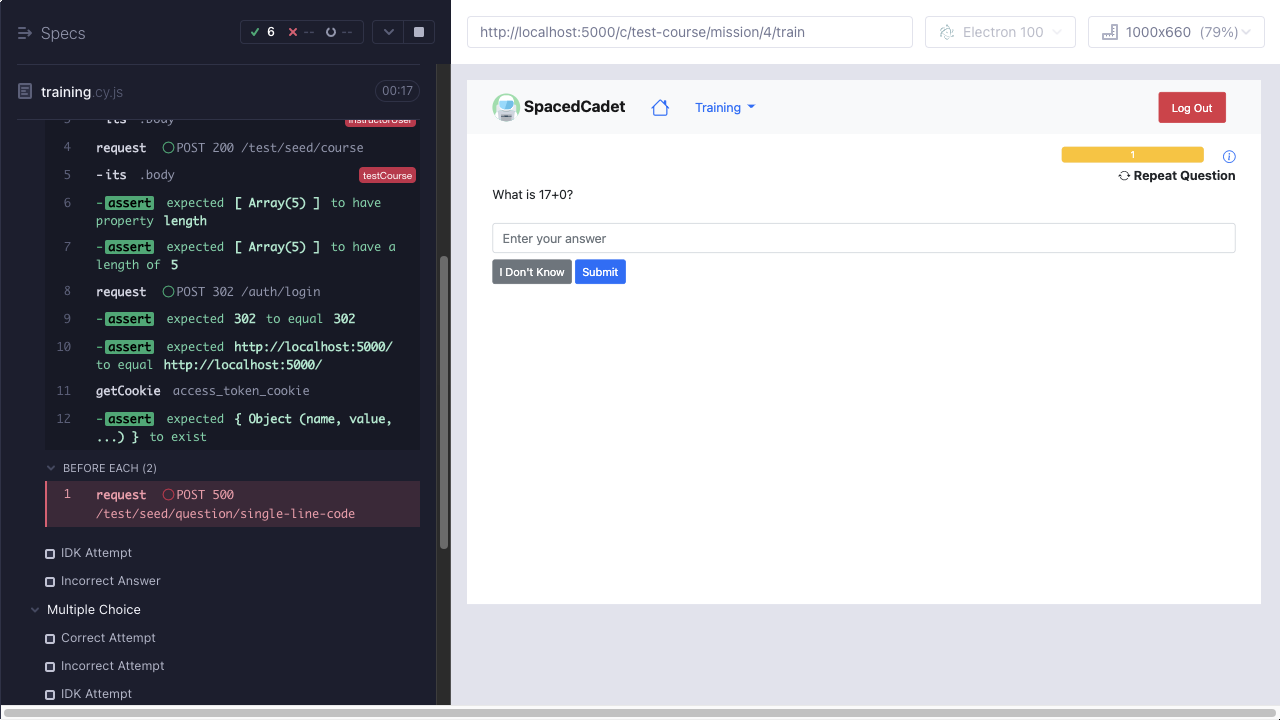 Specs
6
--
--
training.cy.js
00:17
3 -its .body instructorUser
4 request POST 200 /test/seed/course
5 -its .body testCourse
6 -assert expected [ Array(5) ] to have
property length
7 -assert expected [ Array(5) ] to have a
length of 5
8 request POST 302 /auth/login
9 -assert expected 302 to equal 302
10 -assert expected http://localhost:5000/
to equal http://localhost:5000/
11 getCookie access_token_cookie
12 -assert expected { Object (name, value,
...) } to exist
BEFORE EACH (2)
1 request POST 500
/test/seed/question/single-line-code
IDK Attempt
Incorrect Answer
Multiple Choice
Correct Attempt
Incorrect Attempt
IDK Attempt
http://localhost:5000/c/test-course/mission/4/train
Electron 100
1000x660 (79%)
SpacedCadet
Training
Log Out
1
Repeat Question
What is 17+0?
Enter your answer
I Don't Know
Submit